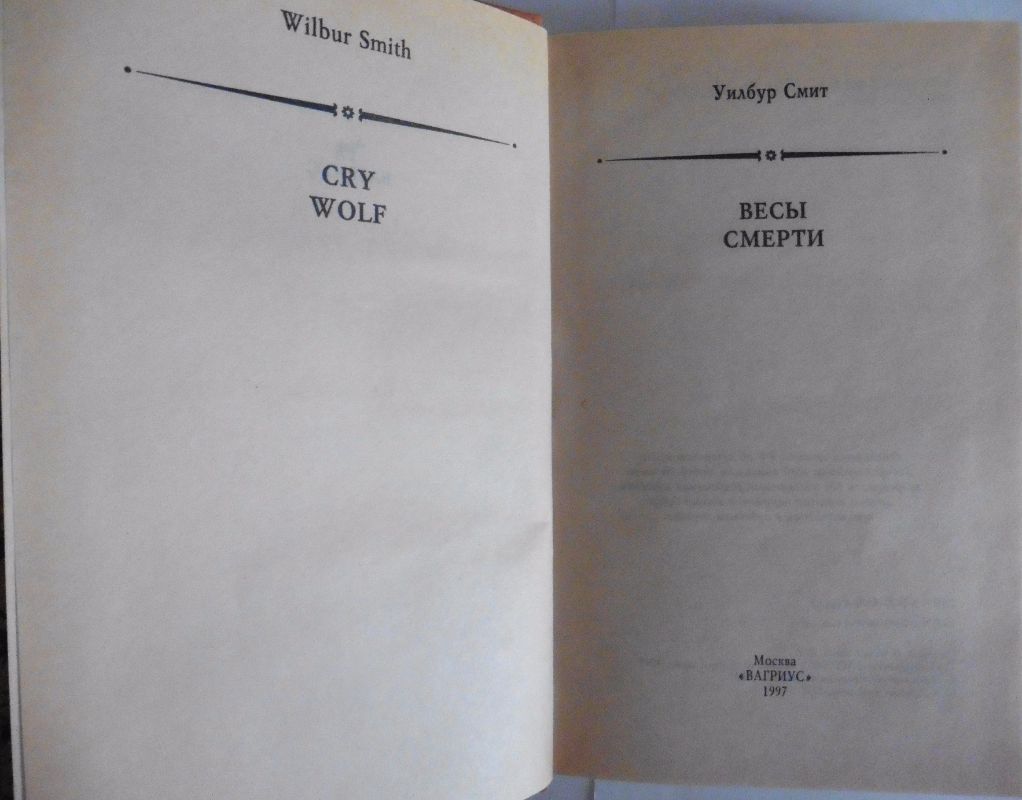 Wilbur Smith
CRY
WOLF
Уилбур Смит
ВЕСЫ
СМЕРТИ
Москва
«ВАГРИУС»
1997